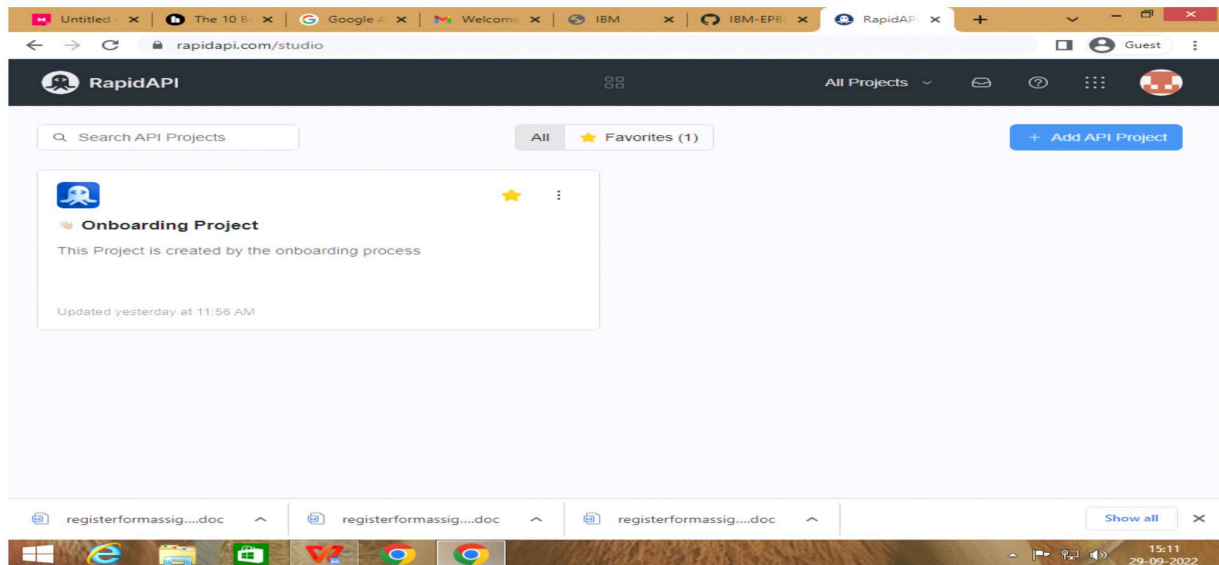 Untitled
The 10 B
Google A
Welcome
IBM
IBM-EPB
RapidAP
rapidapi.com/studio
Guest
RapidAPI
All Projects
Search API Projects
All
Favorites (1)
+ Add API Project
Onboarding Project
This Project is created by the onboarding process
Updated yesterday at 11:56 AM
registerformassig....doc
registerformassig....doc
registerformassig....doc
Show all
15:11
29-09-2022